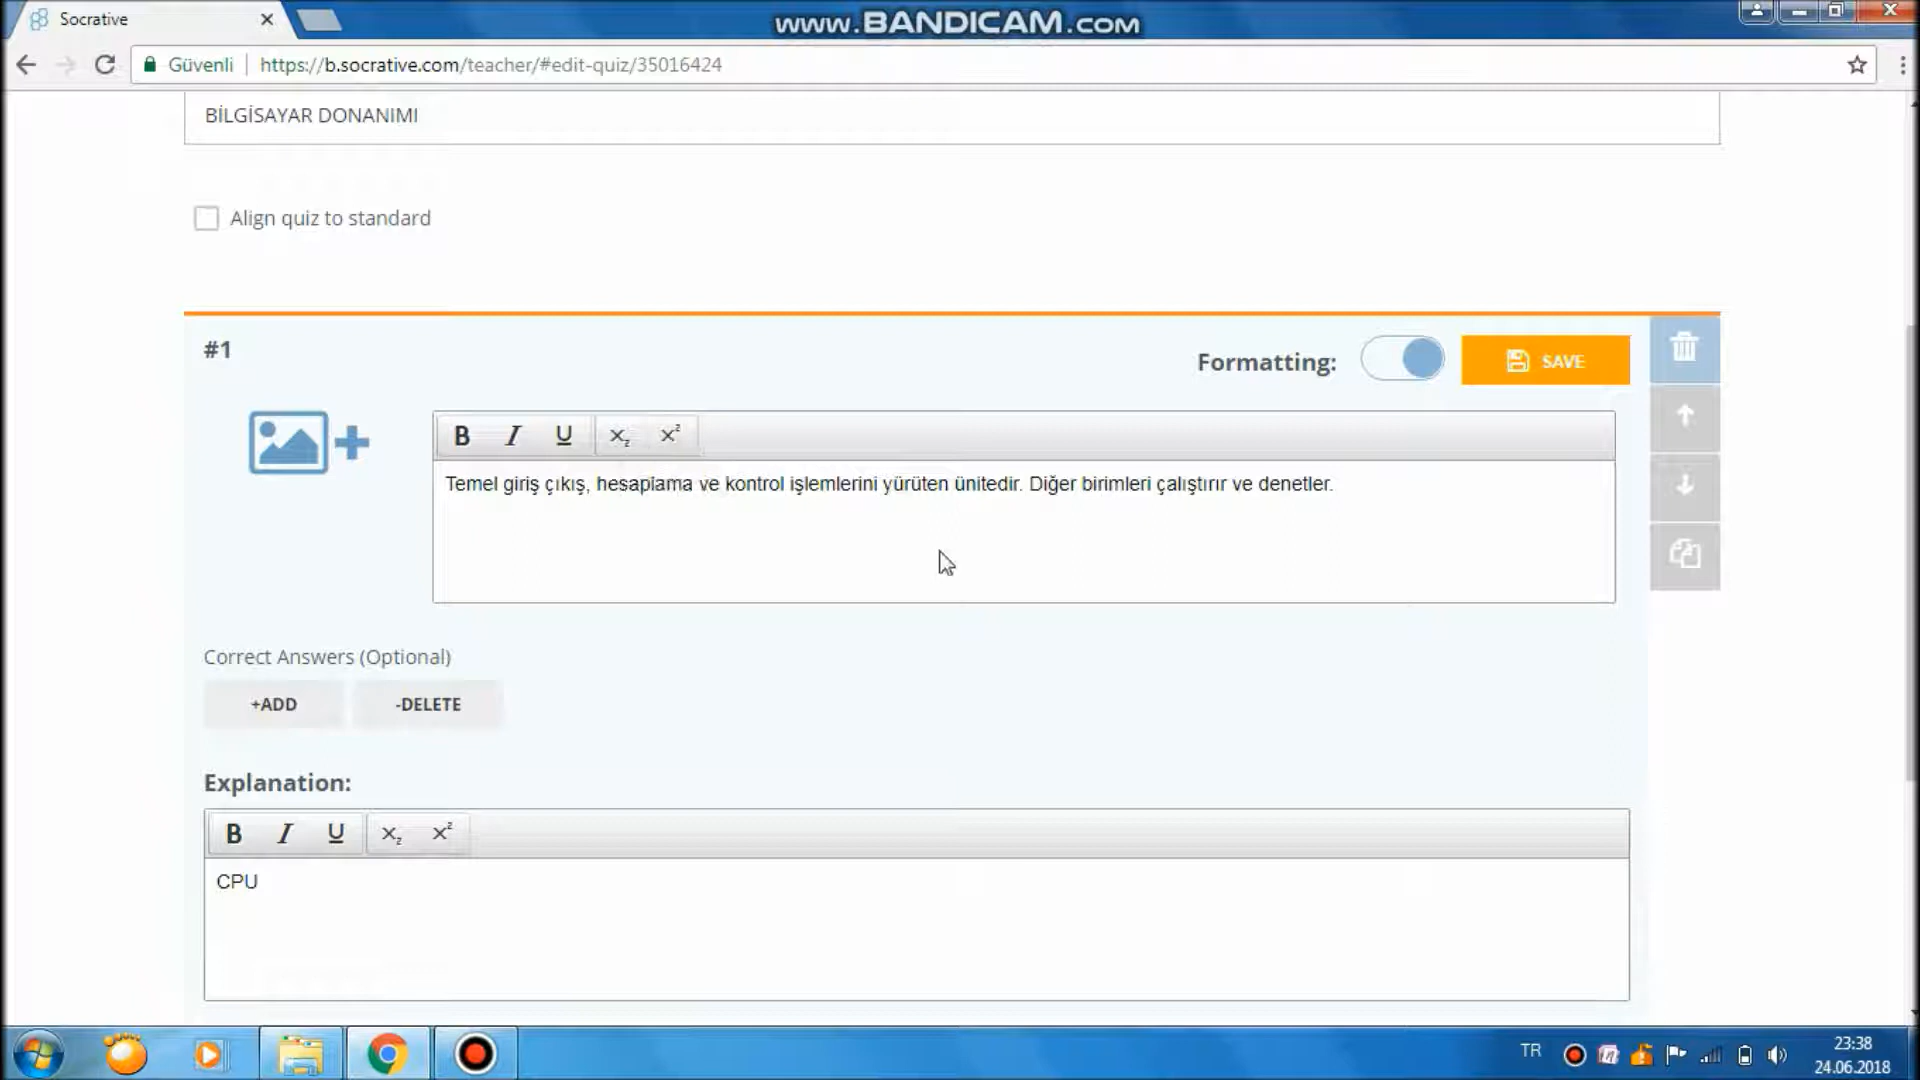 Socrative
www.BANDICAM.com
Güvenli
https://b.socrative.com/teacher/#edit-quiz/35016424
BİLGİSAYAR DONANIMI
Align quiz to standard
#1
Formatting:
SAVE
B I U x₂ x²
Temel giriş çıkış, hesaplama ve kontrol işlemlerini yürüten ünitedir. Diğer birimleri çalıştırır ve denetler.
Correct Answers (Optional)
+ADD
-DELETE
Explanation:
B I U x₂ x²
CPU
TR
23:38
24.06.2018